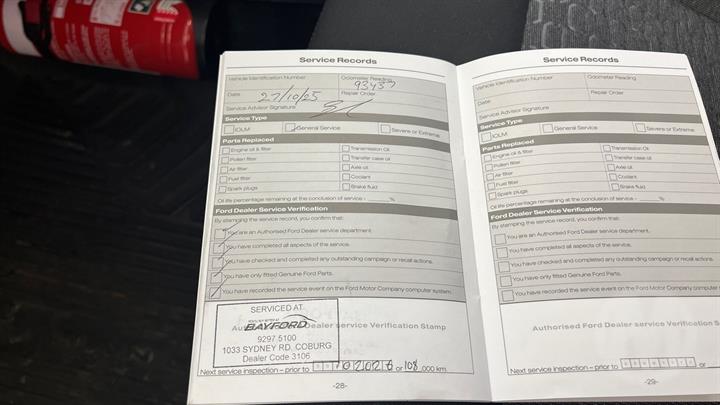 Service Records
Vehicle Identification Number
Odometer Reading
93433
Date 27/10/25
Repair Order
Service Advisor Signature
Service Type
IOLM General Service Severe or Extreme
Parts Replaced
Engine oil & filter Transmission Oil
Pollen filter Transfer case oil
Air filter Axle oil
Fuel filter Coolant
Spark plugs Brake fluid
Oil life percentage remaining at the conclusion of service - %
Ford Dealer Service Verification
By stamping the service record, you confirm that:
You are an Authorised Ford Dealer service department.
You have completed all aspects of the service.
You have checked and completed any outstanding campaign or recall actions.
You have only fitted Genuine Ford Parts.
You have recorded the service event on the Ford Motor Company computer system.
SERVICED AT
BAYFORD
Dealer service Verification Stamp
9297 5100
1033 SYDNEY RD, COBURG
Dealer Code 3106
Next service inspection – prior to 2026 or 108,000 km
-28-
Service Records
Vehicle Identification Number
Odometer Reading
Date:
Repair Order
Service Advisor Signature
Service Type
IOLM General Service Severe or Extreme
Parts Replaced
Engine oil & filter Transmission Oil
Pollen filter Transfer case oil
Air filter Axle oil
Fuel filter Coolant
Spark plugs Brake fluid
Oil life percentage remaining at the conclusion of service - %
Ford Dealer Service Verification
By stamping the service record, you confirm that:
You are an Authorised Ford Dealer service department.
You have completed all aspects of the service.
You have checked and completed any outstanding campaign or recall actions.
You have only fitted Genuine Ford Parts.
You have recorded the service event on the Ford Motor Company computer
Authorised Ford Dealer service Verification S
Next service inspection – prior to or
-29-